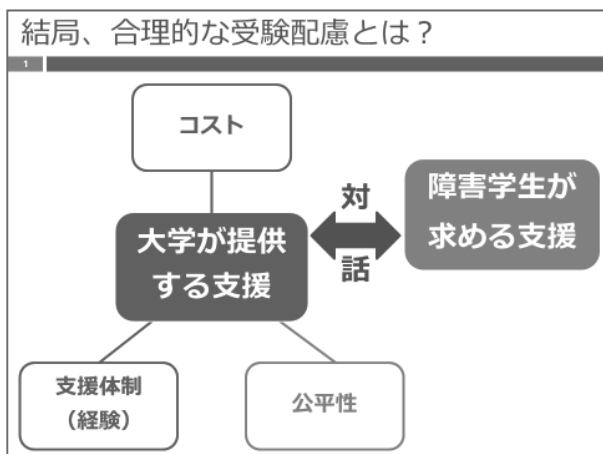 結局、合理的な受験配慮とは？
1
コスト
対
話
障害学生が
求める支援
大学が提供
する支援
支援体制
（経験）
公平性